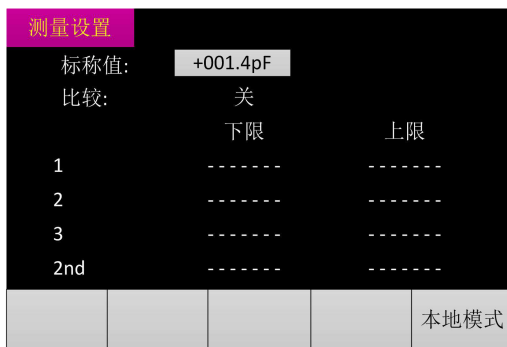 测量设置
标称值: +001.4pF
比较: 关
下限 上限
1 ------- -------
2 ------- -------
3 ------- -------
2nd ------- -------
本地模式